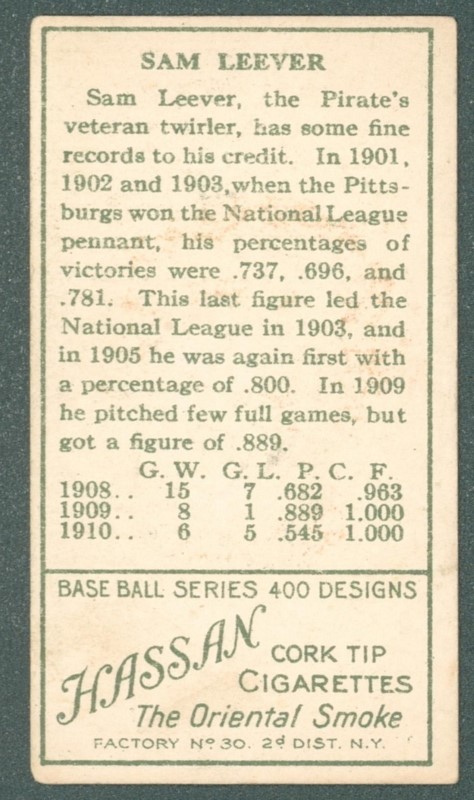 SAM LEEVER
Sam Leever, the Pirate's
veteran twirler, has some fine
records to his credit. In 1901,
1902 and 1903,when the Pitts-
burgs won the National League
pennant, his percentages of
victories were .737, .696, and
.781. This last figure led the
National League in 1903, and
in 1905 he was again first with
a percentage of .800. In 1909
he pitched few full games, but
got a figure of .889.
G. W. G. L. P. C. F.
1908.. 15 7 .682 .963
1909.. 8 1 .889 1.000
1910.. 6 5 .545 1.000
BASE BALL SERIES 400 DESIGNS
HASSAN
CORK TIP
CIGARETTES
The Oriental Smoke
FACTORY Nº 30. 2d DIST. N.Y.